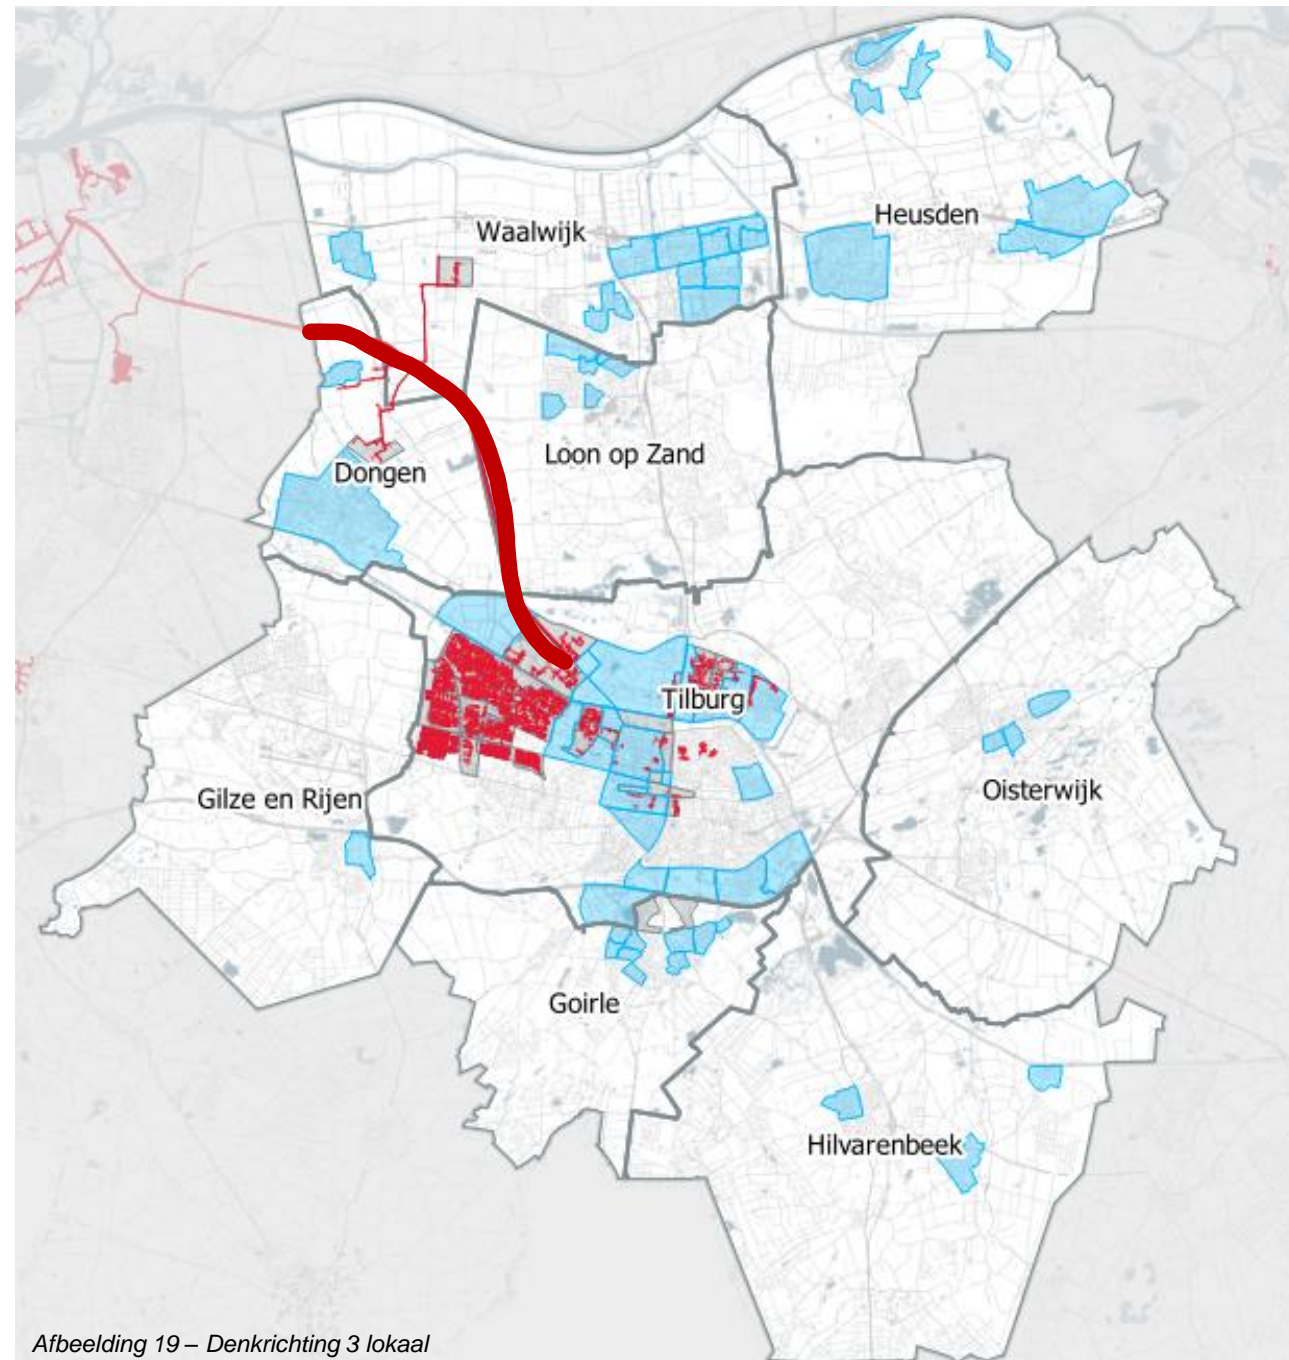 Heusden
Waalwijk
Loon op Zand
Dongen
Tilburg
Oisterwijk
Gilze en Rijen
Goirle
Hilvarenbeek
Afbeelding 19 – Denkrichting 3 lokaal